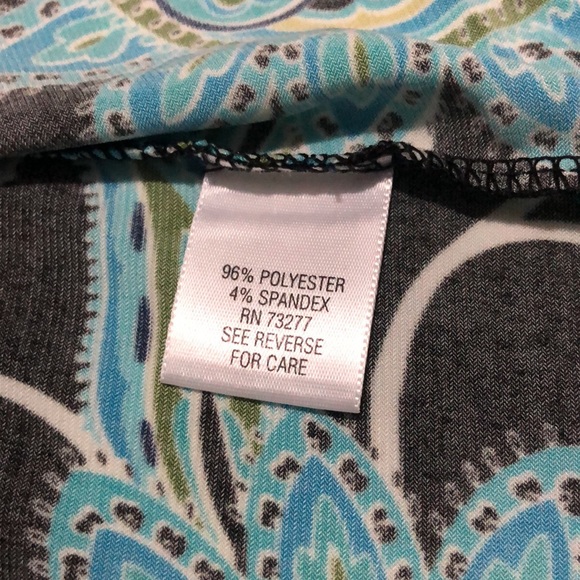 96% POLYESTER
4% SPANDEX
RN 73277
SEE REVERSE
FOR CARE